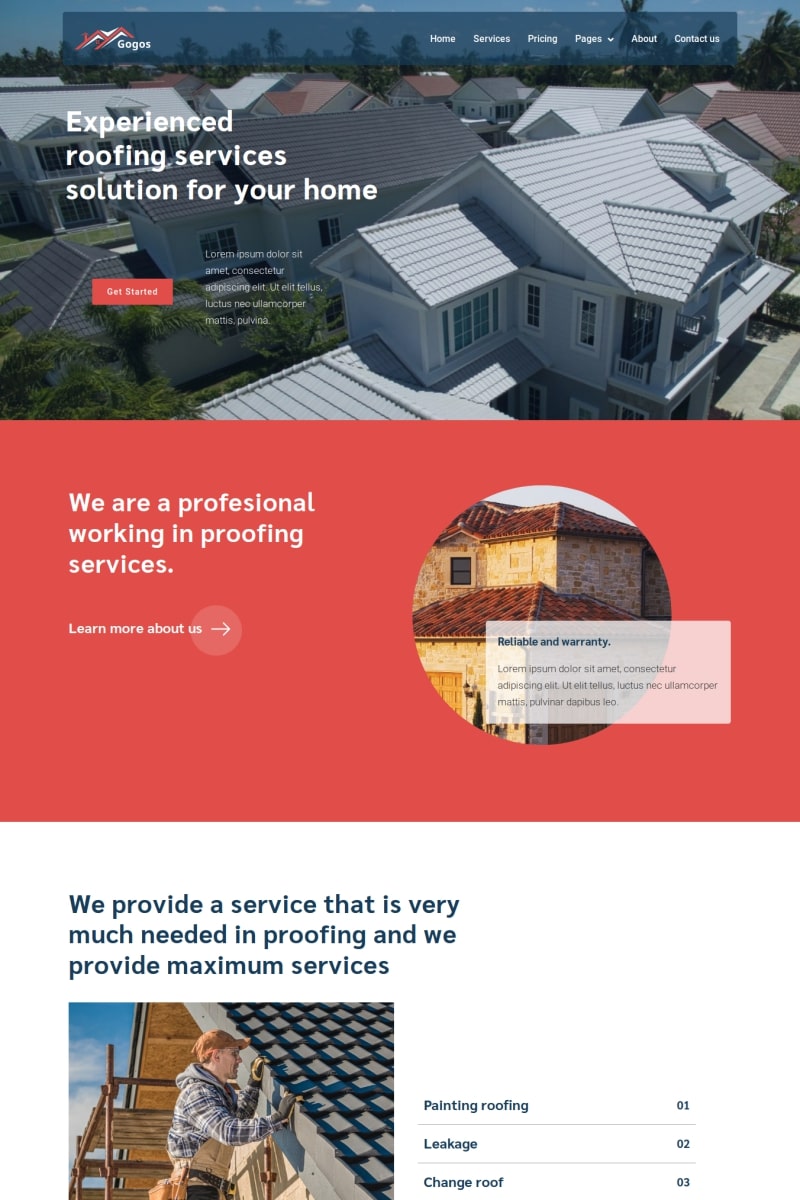 Gogos
Home Services Pricing Pages About Contact us
Experienced
roofing services
solution for your home
Get Started
Lorem ipsum dolor sit
amet, consectetur
adipiscing elit. Ut elit tellus,
luctus nec ullamcorper
mattis, pulvina.
We are a profesional
working in proofing
services.
Learn more about us
Reliable and warranty.
Lorem ipsum dolor sit amet, consectetur
adipiscing elit. Ut elit tellus, luctus nec ullamcorper
mattis, pulvinar dapibus leo.
We provide a service that is very
much needed in proofing and we
provide maximum services
Painting roofing 01
Leakage 02
Change roof 03